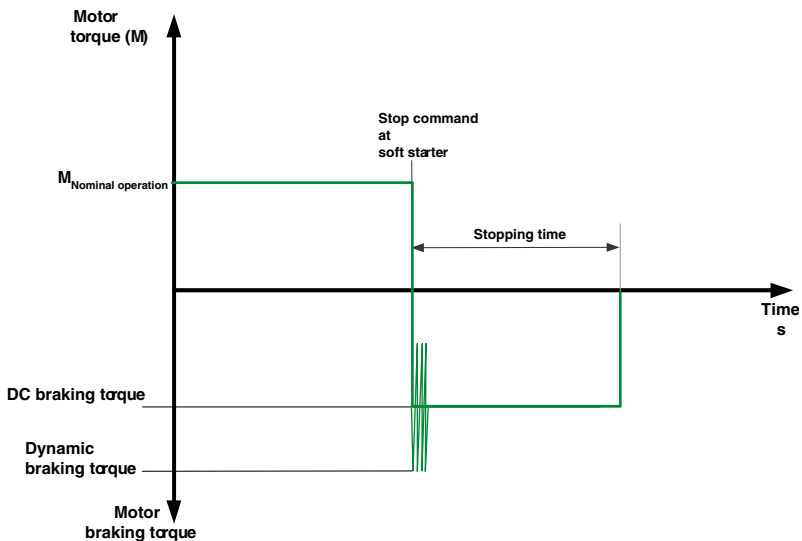 Motor
torque (M)
Stop command
at
soft starter
M Nominal operation
Stopping time
Time
s
DC braking torque
Dynamic
braking torque
Motor
braking torque